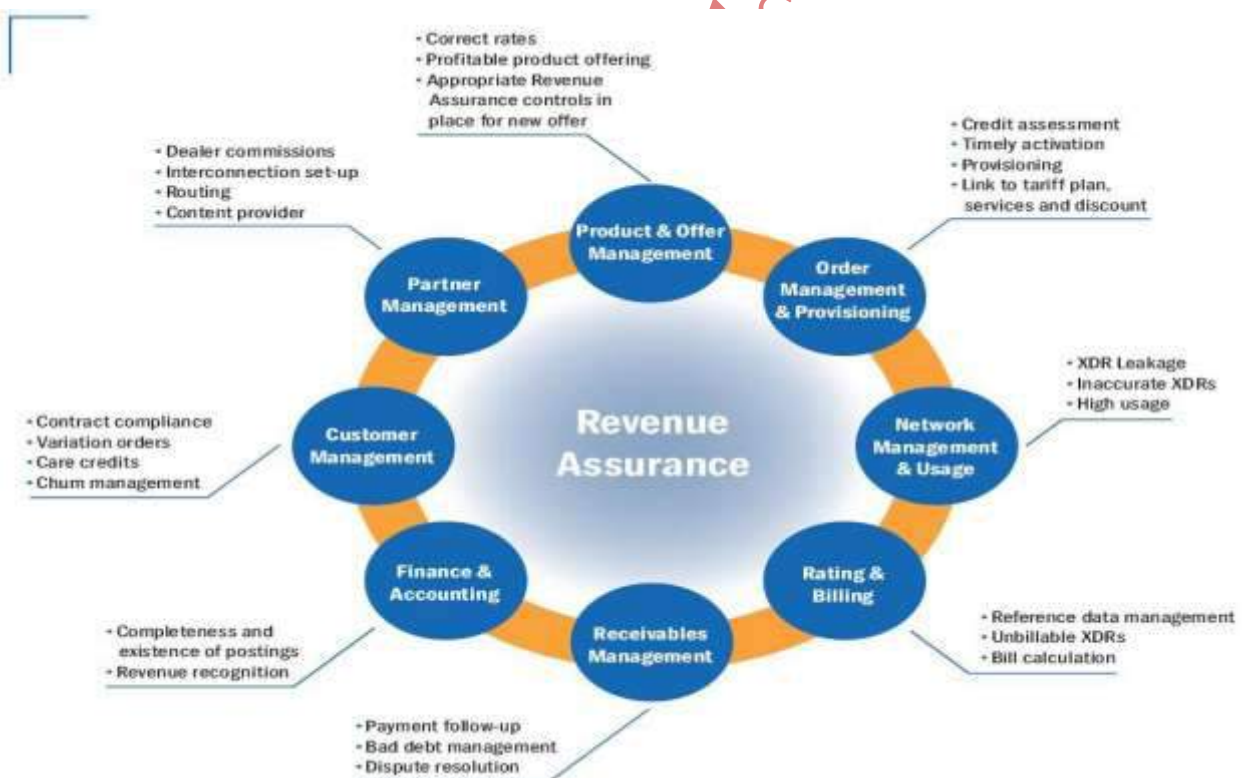 • Correct rates
• Profitable product offering
• Appropriate Revenue
Assurance controls in
place for new offer
• Credit assessment
• Timely activation
• Provisioning
• Link to tariff plan,
services and discount
• Dealer commissions
• Interconnection set-up
• Routing
• Content provider
Product & Offer
Management
Order
Management
& Provisioning
Partner
Management
• XDR Leakage
• Inaccurate XDRs
• High usage
Revenue
Assurance
Network
Management
& Usage
Customer
Management
• Contract compliance
• Variation orders
• Care credits
• Chum management
Finance &
Accounting
Rating &
Billing
• Reference data management
• Unbillable XDRs
• Bill calculation
Receivables
Management
• Completeness and
existence of postings
• Revenue recognition
• Payment follow-up
• Bad debt management
• Dispute resolution